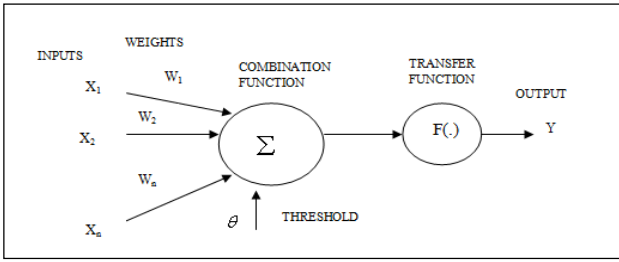 INPUTS
WEIGHTS
COMBINATION
FUNCTION
TRANSFER
FUNCTION
OUTPUT
X1
W1
X2
W2
Xn
Wn
Σ
F(.)
Y
θ
THRESHOLD